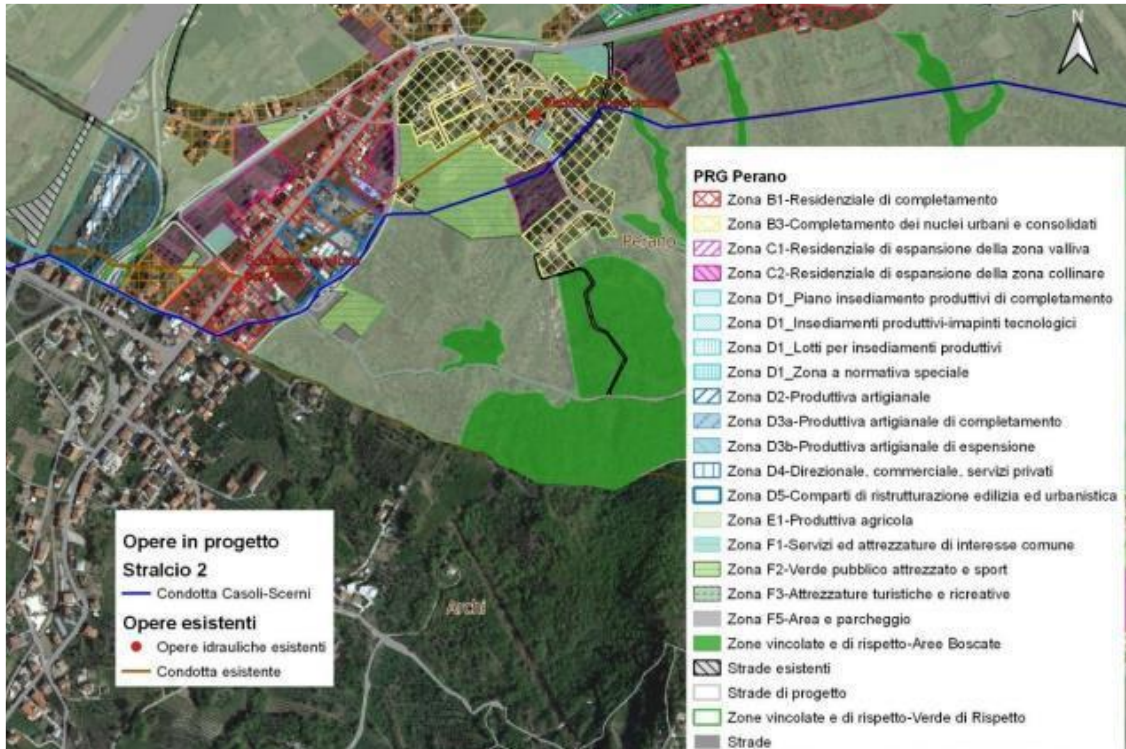 N
PRG Perano
Zona B1-Residenziale di completamento
Zona B3-Completamento dei nuclei urbani e consolidati
Zona C1-Residenziale di espansione della zona valliva
Zona C2-Residenziale di espansione della zona collinare
Zona D1_Piano insediamento produttivi di completamento
Zona D1_Insediamenti produttivi-imapinti tecnologici
Zona D1_Lotti per insediamenti produttivi
Zona D1_Zona a normativa speciale
Zona D2-Produttiva artigianale
Zona D3a-Produttiva artigianale di completamento
Zona D3b-Produttiva artigianale di espensione
Zona D4-Direzionale, commerciale, servizi privati
Zona D5-Comparti di ristrutturazione edilizia ed urbanistica
Zona E1-Produttiva agricola
Zona F1-Servizi ed attrezzature di interesse comune
Zona F2-Verde pubblico attrezzato e sport
Zona F3-Attrezzature turistiche e ricreative
Zona F5-Area e parcheggio
Zone vincolate e di rispetto-Aree Boscate
Strade esistenti
Strade di progetto
Zone vincolate e di rispetto-Verde di Rispetto
Strade
Perano
Archi
Opere in progetto
Stralcio 2
Condotta Casoli-Scerni
Opere esistenti
Opere idrauliche esistenti
Condotta esistente